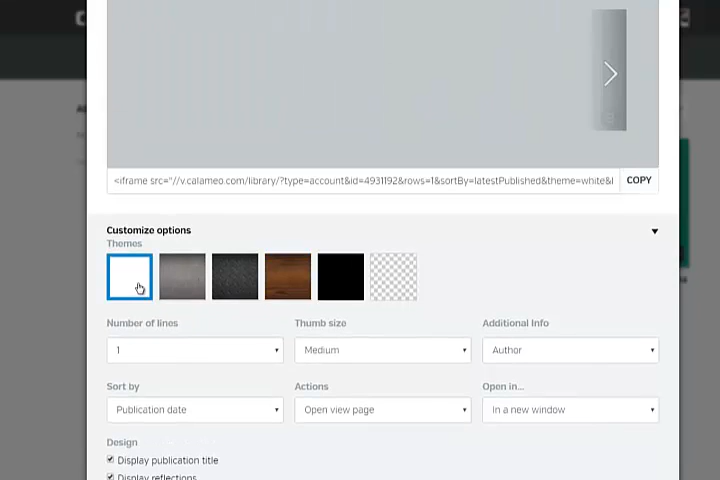 <iframe src="//v.calameo.com/library/?type=account&id=4931192&rows=1&sortBy=latestPublished&theme=white&l
COPY
Customize options
Themes
Number of lines
Thumb size
Additional Info
1
Medium
Author
Sort by
Actions
Open in...
Publication date
Open view page
In a new window
Design
Display publication title
Display reflections